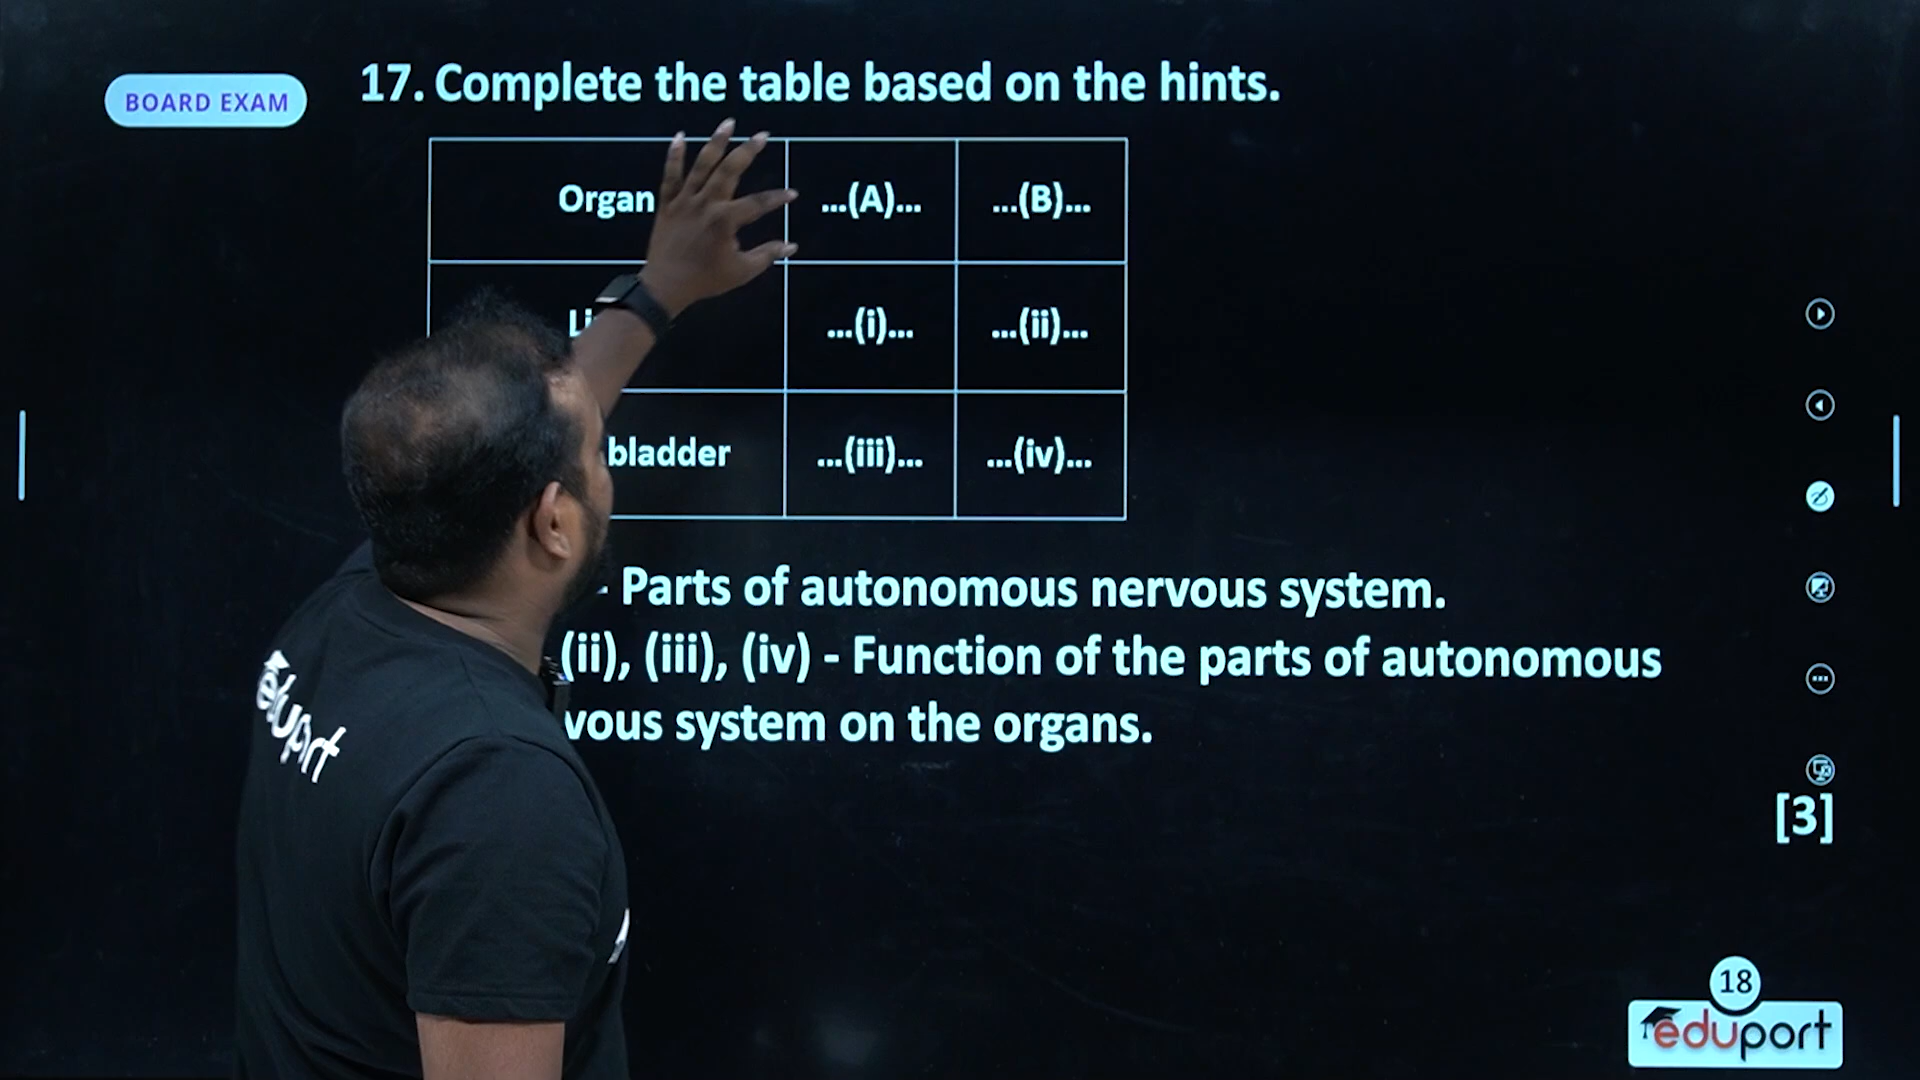 BOARD EXAM
17. Complete the table based on the hints.
Organ ...(A)... ...(B)...
...(i)... ...(ii)...
bladder ...(iii)... ...(iv)...
- Parts of autonomous nervous system.
(ii), (iii), (iv) - Function of the parts of autonomous
vous system on the organs.
[3]
18
eduport
eduport